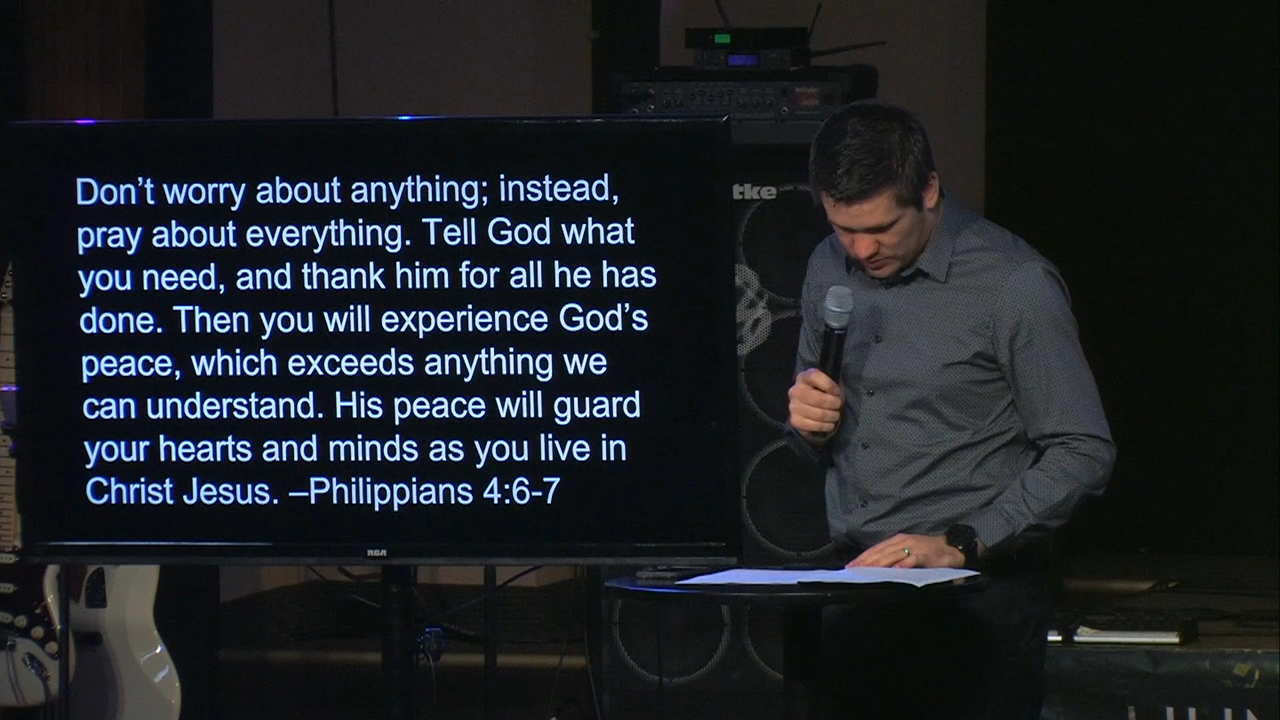 Don't worry about anything; instead,
pray about everything. Tell God what
you need, and thank him for all he has
done. Then you will experience God's
peace, which exceeds anything we
can understand. His peace will guard
your hearts and minds as you live in
Christ Jesus. –Philippians 4:6-7
RCA
tke